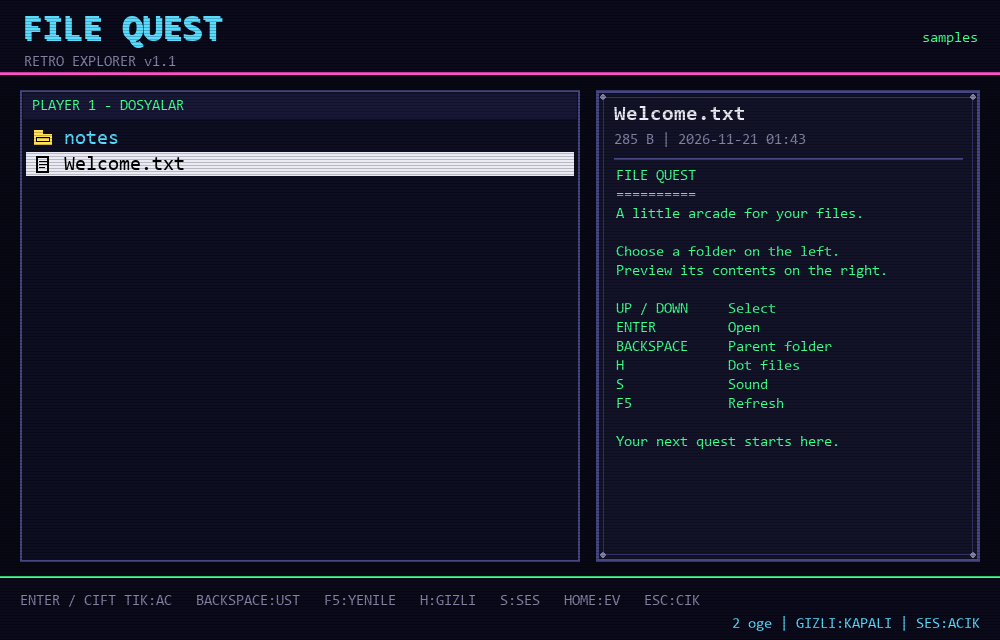 FILE QUEST
RETRO EXPLORER v1.1
samples
PLAYER 1 - DOSYALAR
notes
Welcome.txt
Welcome.txt
285 B | 2026-11-21 01:43
FILE QUEST
==========
A little arcade for your files.
Choose a folder on the left.
Preview its contents on the right.
UP / DOWN     Select
ENTER         Open
BACKSPACE     Parent folder
H             Dot files
S             Sound
F5            Refresh
Your next quest starts here.
ENTER / CIFT TIK:AC   BACKSPACE:UST   F5:YENILE   H:GIZLI   S:SES   HOME:EV   ESC:CIK
2 oge | GIZLI:KAPALI | SES:ACIK